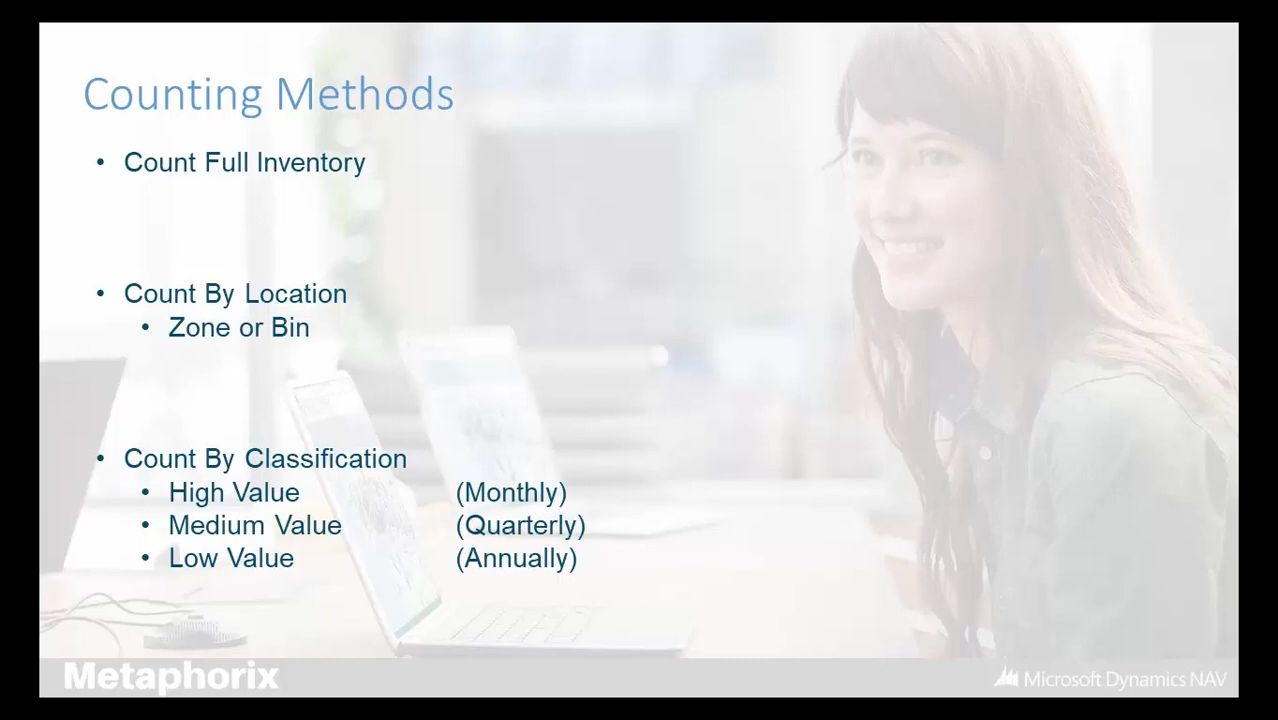 Counting Methods
• Count Full Inventory
• Count By Location
• Zone or Bin
• Count By Classification
• High Value (Monthly)
• Medium Value (Quarterly)
• Low Value (Annually)
Metaphorix
Microsoft Dynamics NAV